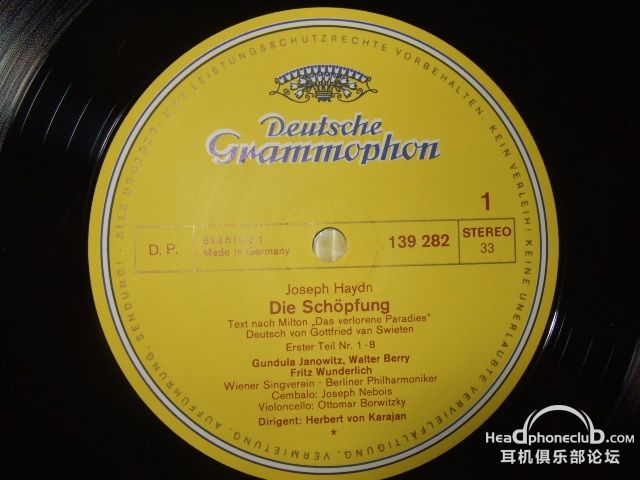 ALLE URHEBER- UND LEISTUNGSSCHUTZRECHTE VORBEHALTEN. KEIN VERLEIH! KEINE UNERLAUBTE VERVIELFÄLTIGUNG, VERMIETUNG, AUFFÜHRUNG, SENDUNG!
Deutsche
Grammophon
1
D. P.
Made in Germany
139 282
STEREO
33
Joseph Haydn
Die Schöpfung
Text nach Milton „Das verlorene Paradies"
Deutsch von Gottfried van Swieten
Erster Teil Nr. 1-8
Gundula Janowitz, Walter Berry
Fritz Wunderlich
Wiener Singverein · Berliner Philharmoniker
Cembalo: Joseph Nebois
Violoncello: Ottomar Borwitzky
Dirigent: Herbert von Karajan
*
HeadphoneClub.com
耳机俱乐部论坛